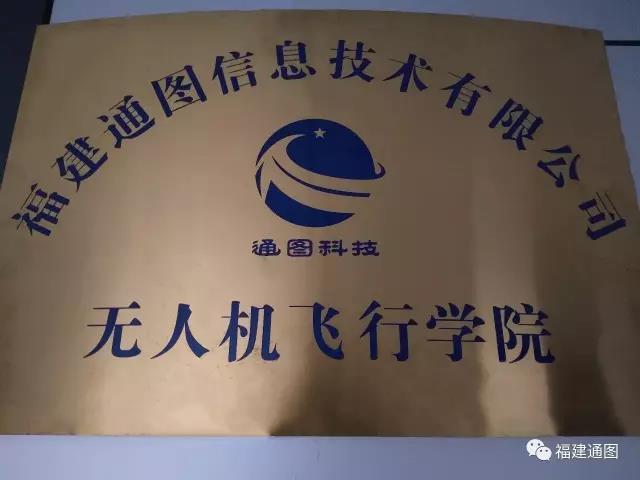 福建通图信息技术有限公司
通图科技
无人机飞行学院
福建通图